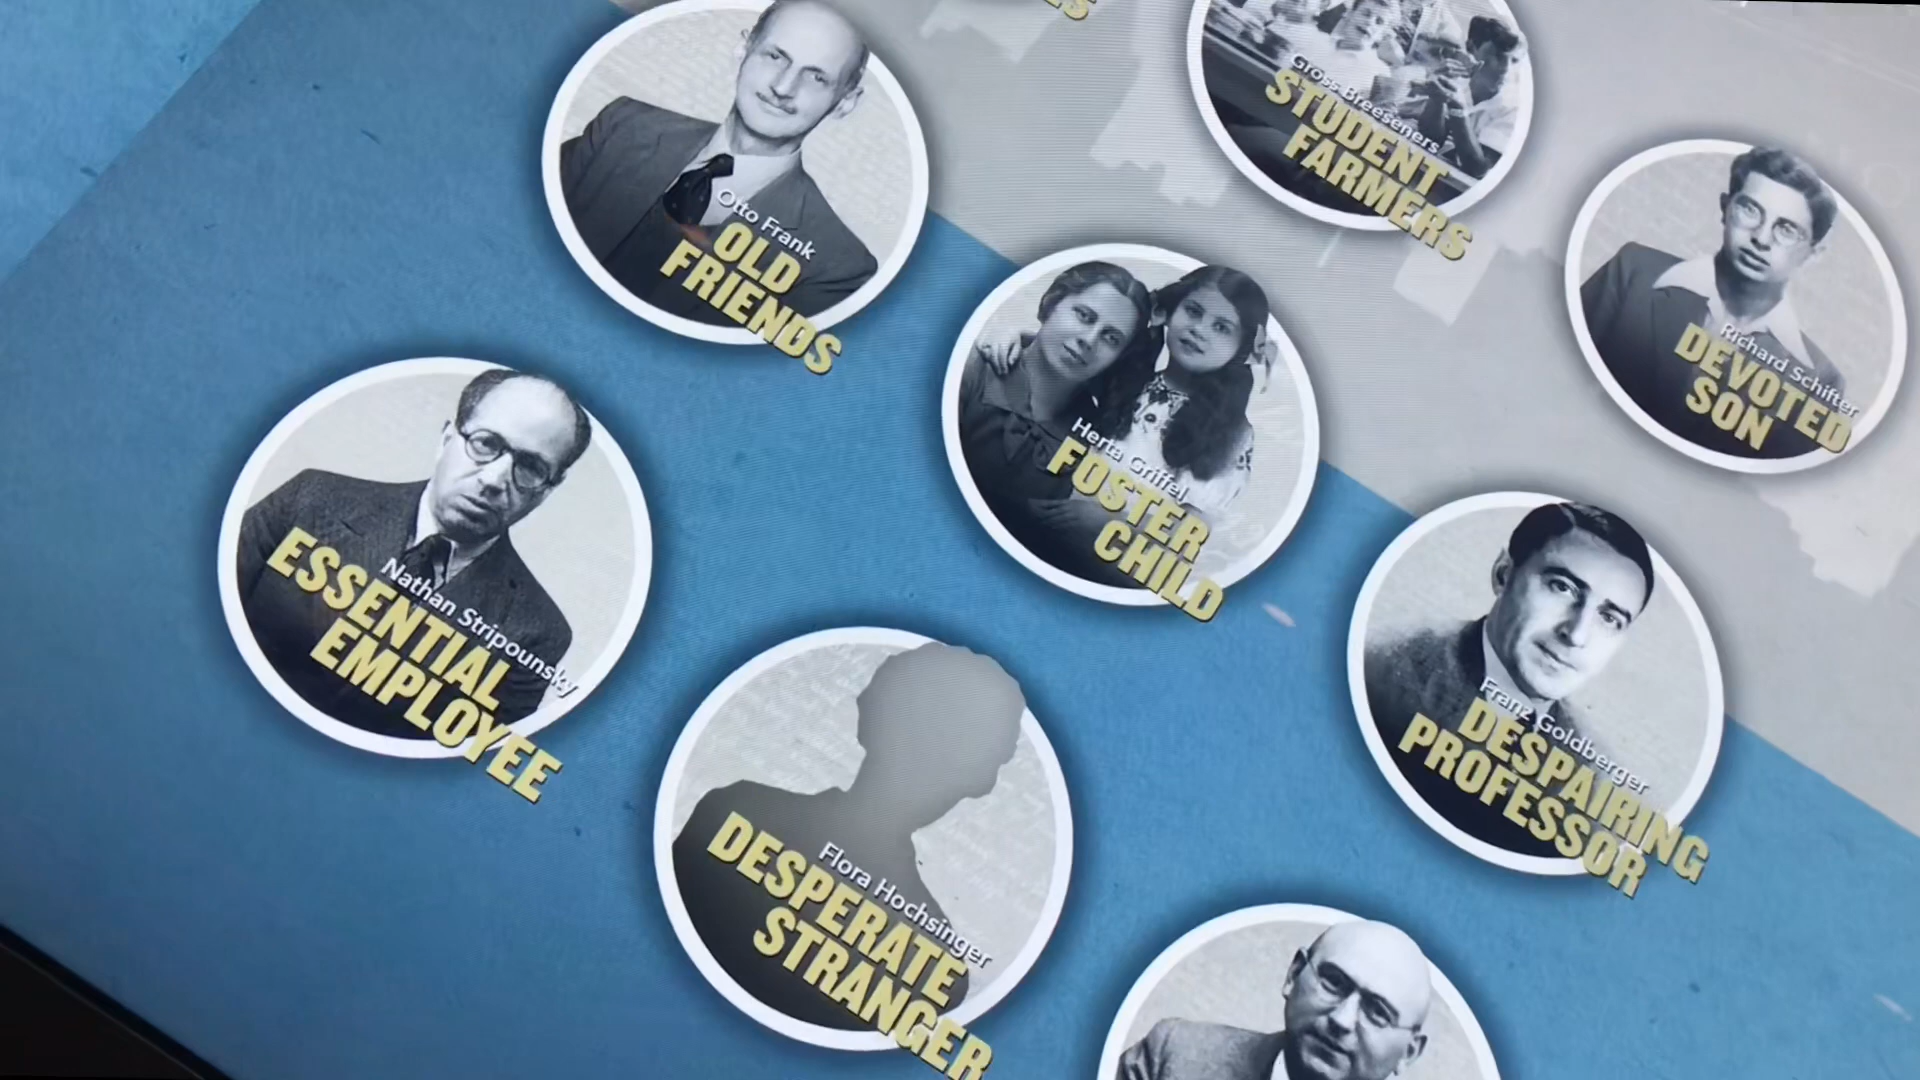 Gross Breeseners
STUDENT
FARMERS
Otto Frank
OLD
FRIENDS
Richard Schifter
DEVOTED
SON
Herta Griffel
FOSTER
CHILD
Nathan Stripounsky
ESSENTIAL
EMPLOYEE
Franz Goldberger
DESPAIRING
PROFESSOR
Flora Hochsinger
DESPERATE
STRANGER